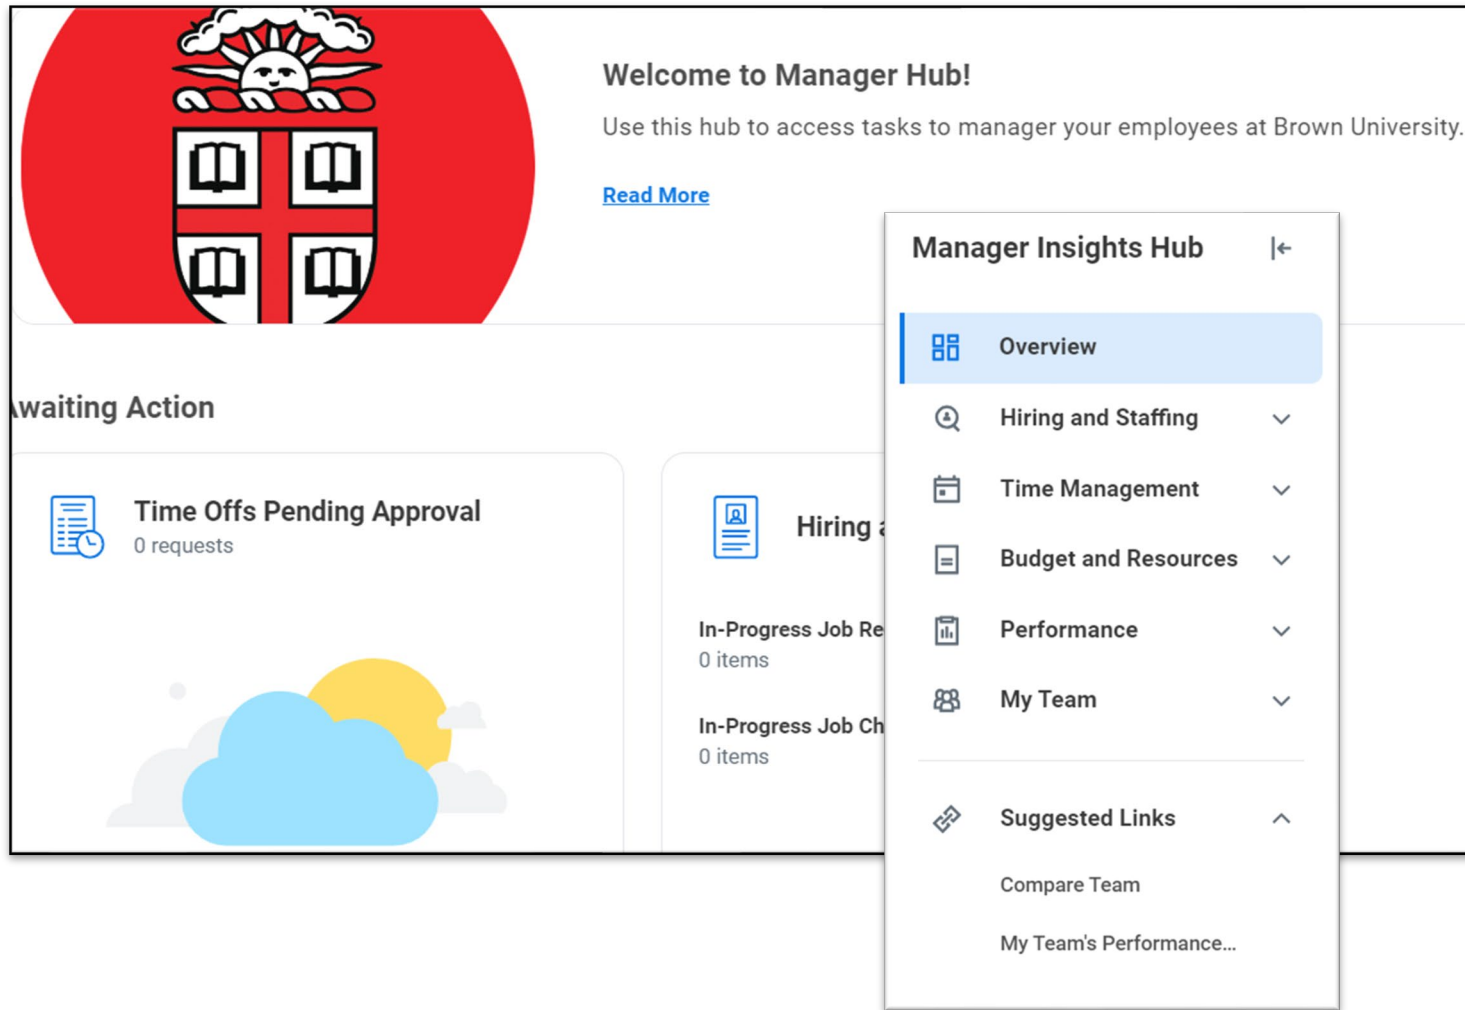 Welcome to Manager Hub!
Use this hub to access tasks to manager your employees at Brown University.
Read More
Awaiting Action
Time Offs Pending Approval
0 requests
Hiring
In-Progress Job
0 items
In-Progress Job
0 items
Manager Insights Hub
Overview
Hiring and Staffing
Time Management
Budget and Resources
Performance
My Team
Suggested Links
Compare Team
My Team's Performance...